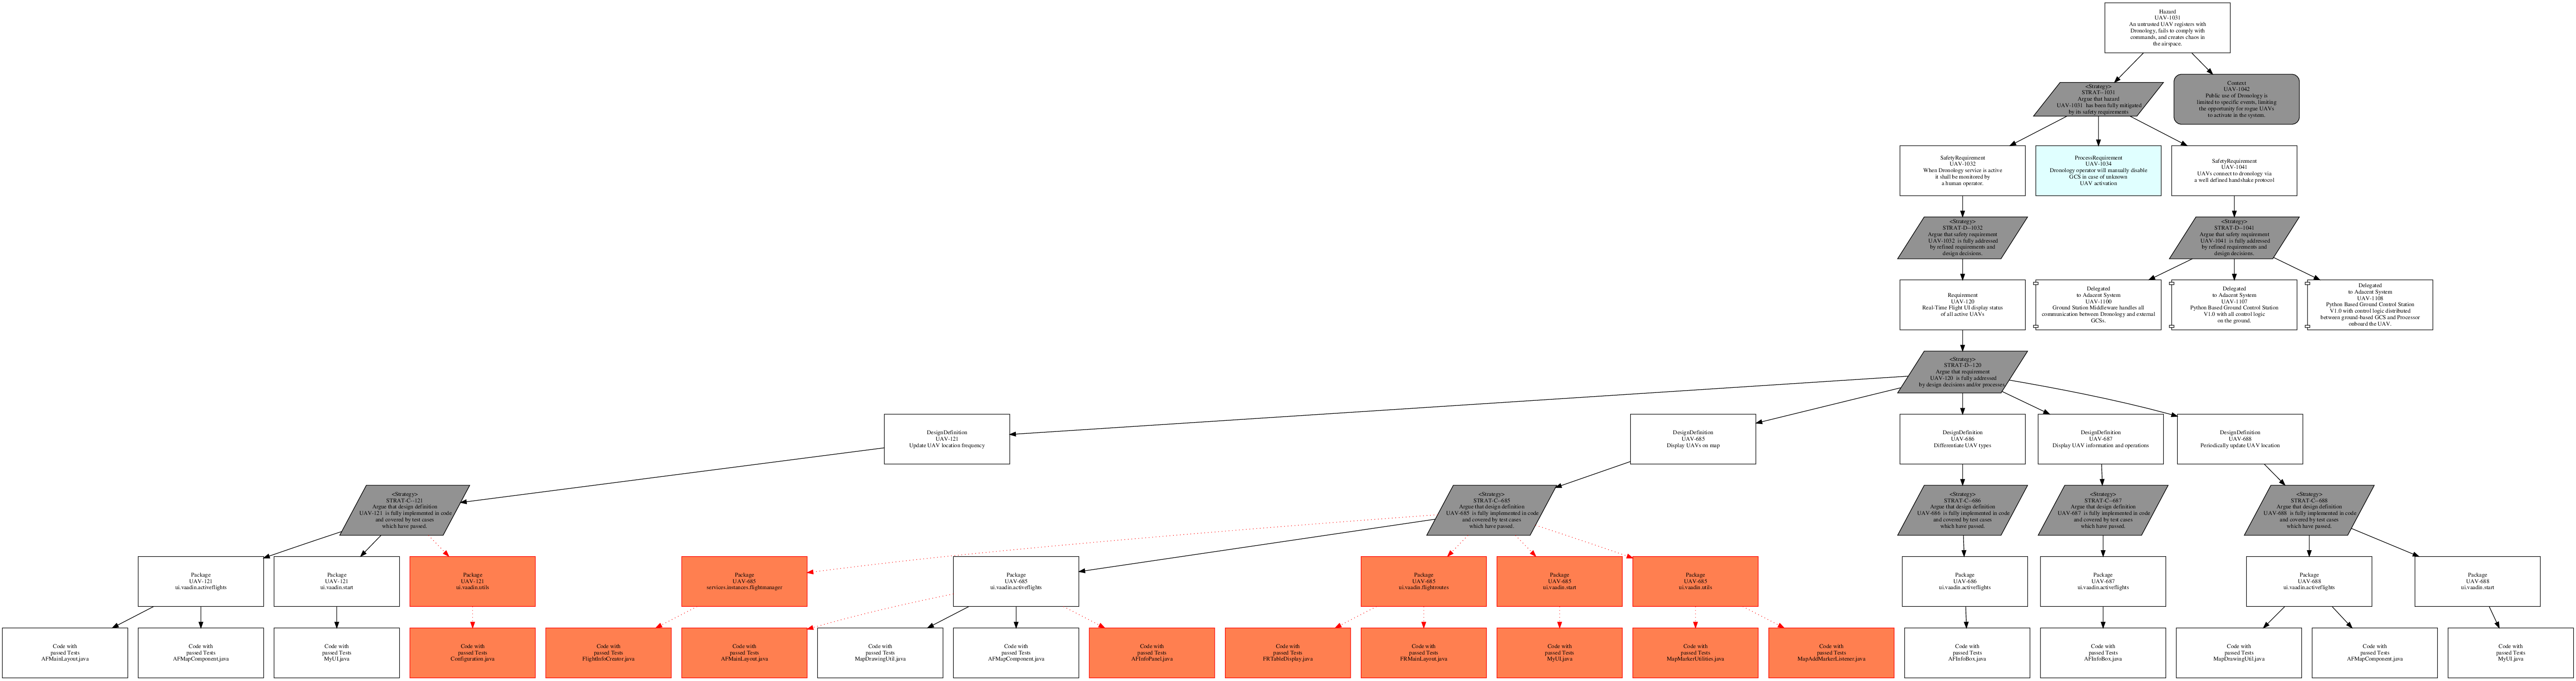 Hazard
UAV-1031
An untrusted UAV registers with
Dronology, fails to comply with
commands, and creates chaos in
the airspace.
<Strategy>
STRAT--1031
Argue that hazard
UAV-1031 has been fully mitigated
by its safety requirements
Context
UAV-1042
Public use of Dronology is
limited to specific events, limiting
the opportunity for rogue UAVs
to activate in the system.
SafetyRequirement
UAV-1032
When Dronology service is active
it shall be monitored by
a human operator.
ProcessRequirement
UAV-1034
Dronology operator will manually disable
GCS in case of unknown
UAV activation
SafetyRequirement
UAV-1041
UAVs connect to dronology via
a well defined handshake protocol
<Strategy>
STRAT-D--1032
Argue that safety requirement
UAV-1032 is fully addressed
by refined requirements and
design decisions.
<Strategy>
STRAT-D--1041
Argue that safety requirement
UAV-1041 is fully addressed
by refined requirements and
design decisions.
Requirement
UAV-120
Real-Time Flight UI display status
of all active UAVs
Delegated
to Adacent System
UAV-1100
Ground Station Middleware handles all
communication between Dronology and external
GCSs.
Delegated
to Adacent System
UAV-1107
Python Based Ground Control Station
V1.0 with all control logic
on the ground.
Delegated
to Adacent System
UAV-1108
Python Based Ground Control Station
V1.0 with control logic distributed
between ground-based GCS and Processor
onboard the UAV.
<Strategy>
STRAT-D--120
Argue that requirement
UAV-120 is fully addressed
by design decisions and/or processes
DesignDefinition
UAV-121
Update UAV location frequency
DesignDefinition
UAV-685
Display UAVs on map
DesignDefinition
UAV-686
Differentiate UAV types
DesignDefinition
UAV-687
Display UAV information and operations
DesignDefinition
UAV-688
Periodically update UAV location
<Strategy>
STRAT-C--121
Argue that design definition
UAV-121 is fully implemented in code
and covered by test cases
which have passed.
<Strategy>
STRAT-C--685
Argue that design definition
UAV-685 is fully implemented in code
and covered by test cases
which have passed.
<Strategy>
STRAT-C--686
Argue that design definition
UAV-686 is fully implemented in code
and covered by test cases
which have passed.
<Strategy>
STRAT-C--687
Argue that design definition
UAV-687 is fully implemented in code
and covered by test cases
which have passed.
<Strategy>
STRAT-C--688
Argue that design definition
UAV-688 is fully implemented in code
and covered by test cases
which have passed.
Package
UAV-121
ui.vaadin.activeflights
Package
UAV-121
ui.vaadin.start
Package
UAV-121
ui.vaadin.utils
Package
UAV-685
services.instances.flightmanager
Package
UAV-685
ui.vaadin.activeflights
Package
UAV-685
ui.vaadin.flightroutes
Package
UAV-685
ui.vaadin.start
Package
UAV-685
ui.vaadin.utils
Package
UAV-686
ui.vaadin.activeflights
Package
UAV-687
ui.vaadin.activeflights
Package
UAV-688
ui.vaadin.activeflights
Package
UAV-688
ui.vaadin.start
Code with
passed Tests
AFMainLayout.java
Code with
passed Tests
AFMapComponent.java
Code with
passed Tests
MyUI.java
Code with
passed Tests
Configuration.java
Code with
passed Tests
FlightInfoCreator.java
Code with
passed Tests
AFMainLayout.java
Code with
passed Tests
MapDrawingUtil.java
Code with
passed Tests
AFMapComponent.java
Code with
passed Tests
AFInfoPanel.java
Code with
passed Tests
FRTableDisplay.java
Code with
passed Tests
FRMainLayout.java
Code with
passed Tests
MyUI.java
Code with
passed Tests
MapMarkerUtilities.java
Code with
passed Tests
MapAddMarkerListener.java
Code with
passed Tests
AFInfoBox.java
Code with
passed Tests
AFInfoBox.java
Code with
passed Tests
MapDrawingUtil.java
Code with
passed Tests
AFMapComponent.java
Code with
passed Tests
MyUI.java